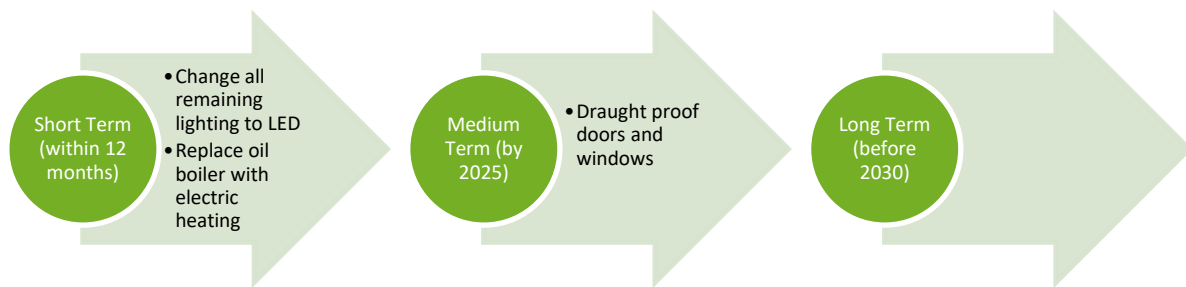 Short Term
(within 12
months)
•Change all
remaining
lighting to LED
•Replace oil
boiler with
electric
heating
Medium
Term (by
2025)
•Draught proof
doors and
windows
Long Term
(before
2030)